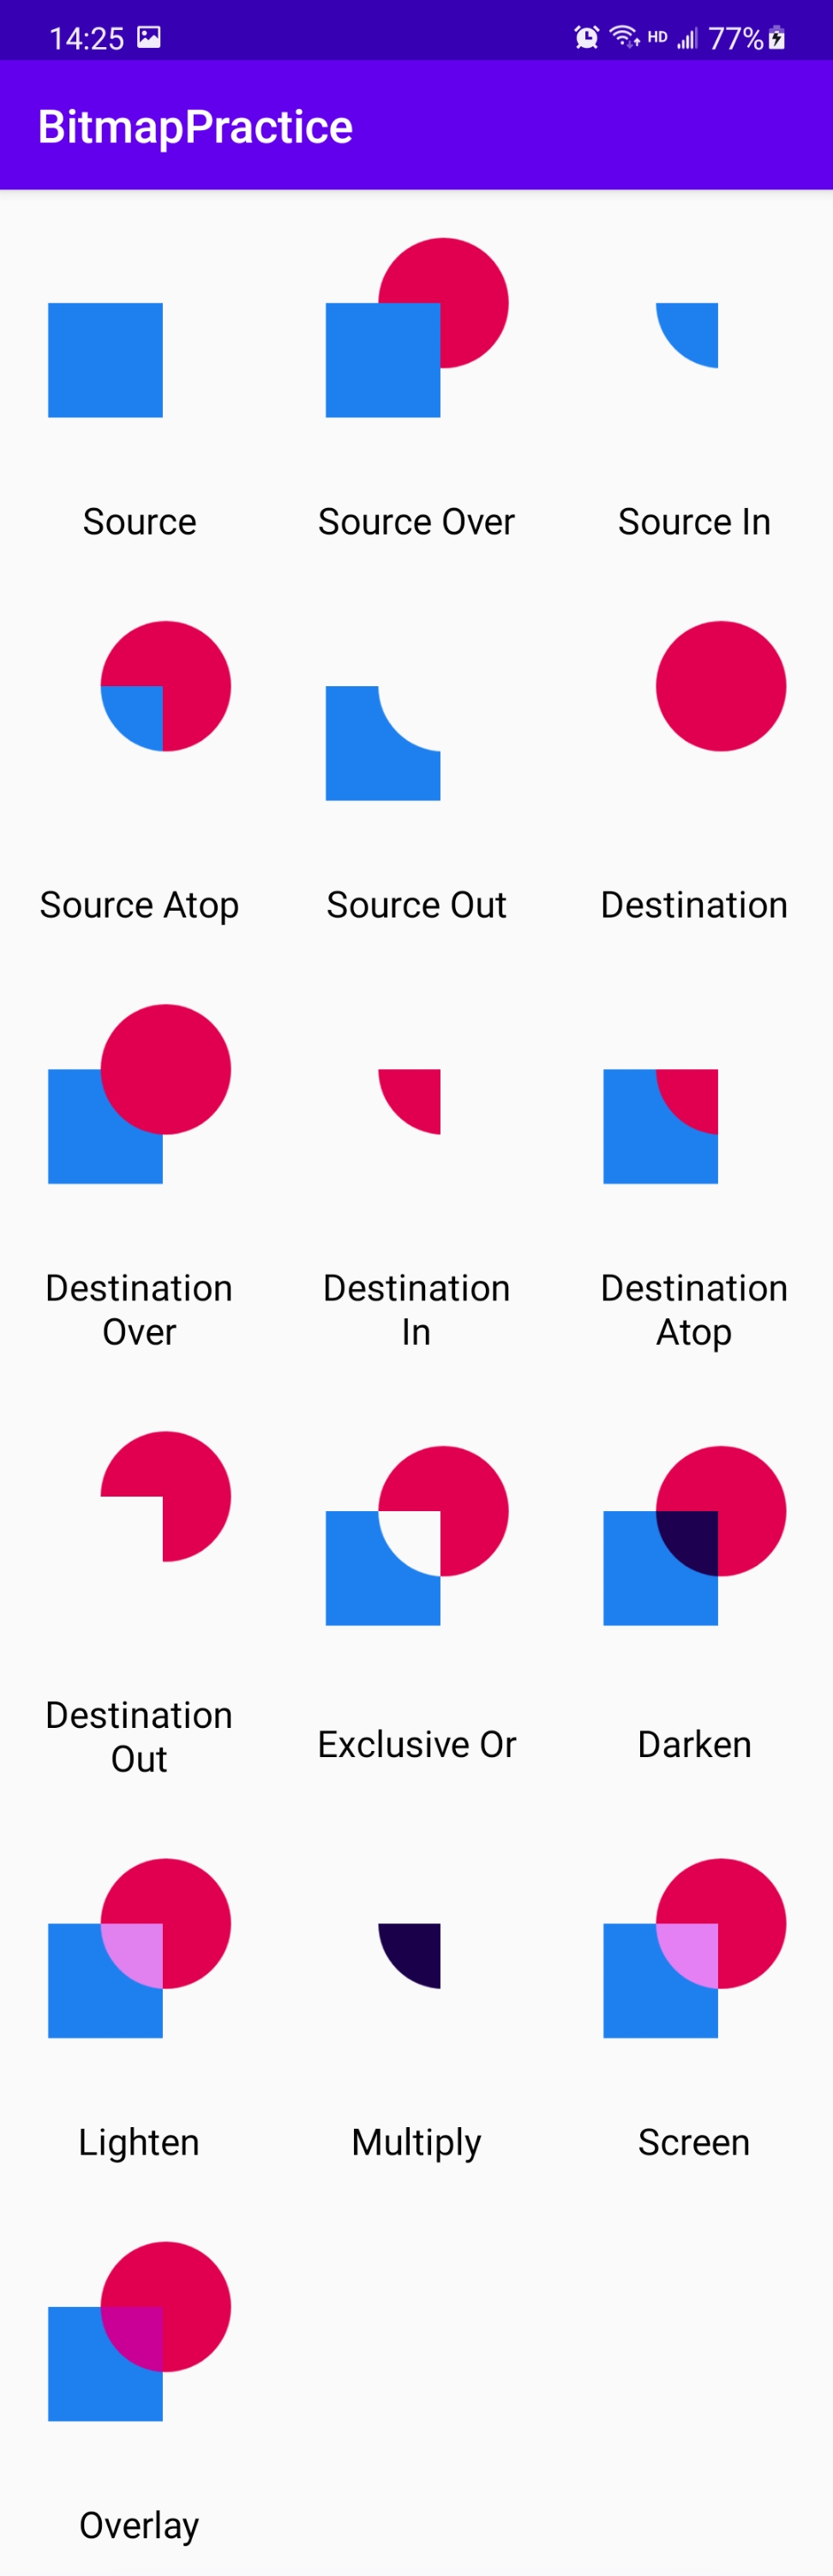 14:25 HD 77%
BitmapPractice
Source Source Over Source In
Source Atop Source Out Destination
Destination Over Destination In Destination Atop
Destination Out Exclusive Or Darken
Lighten Multiply Screen
Overlay